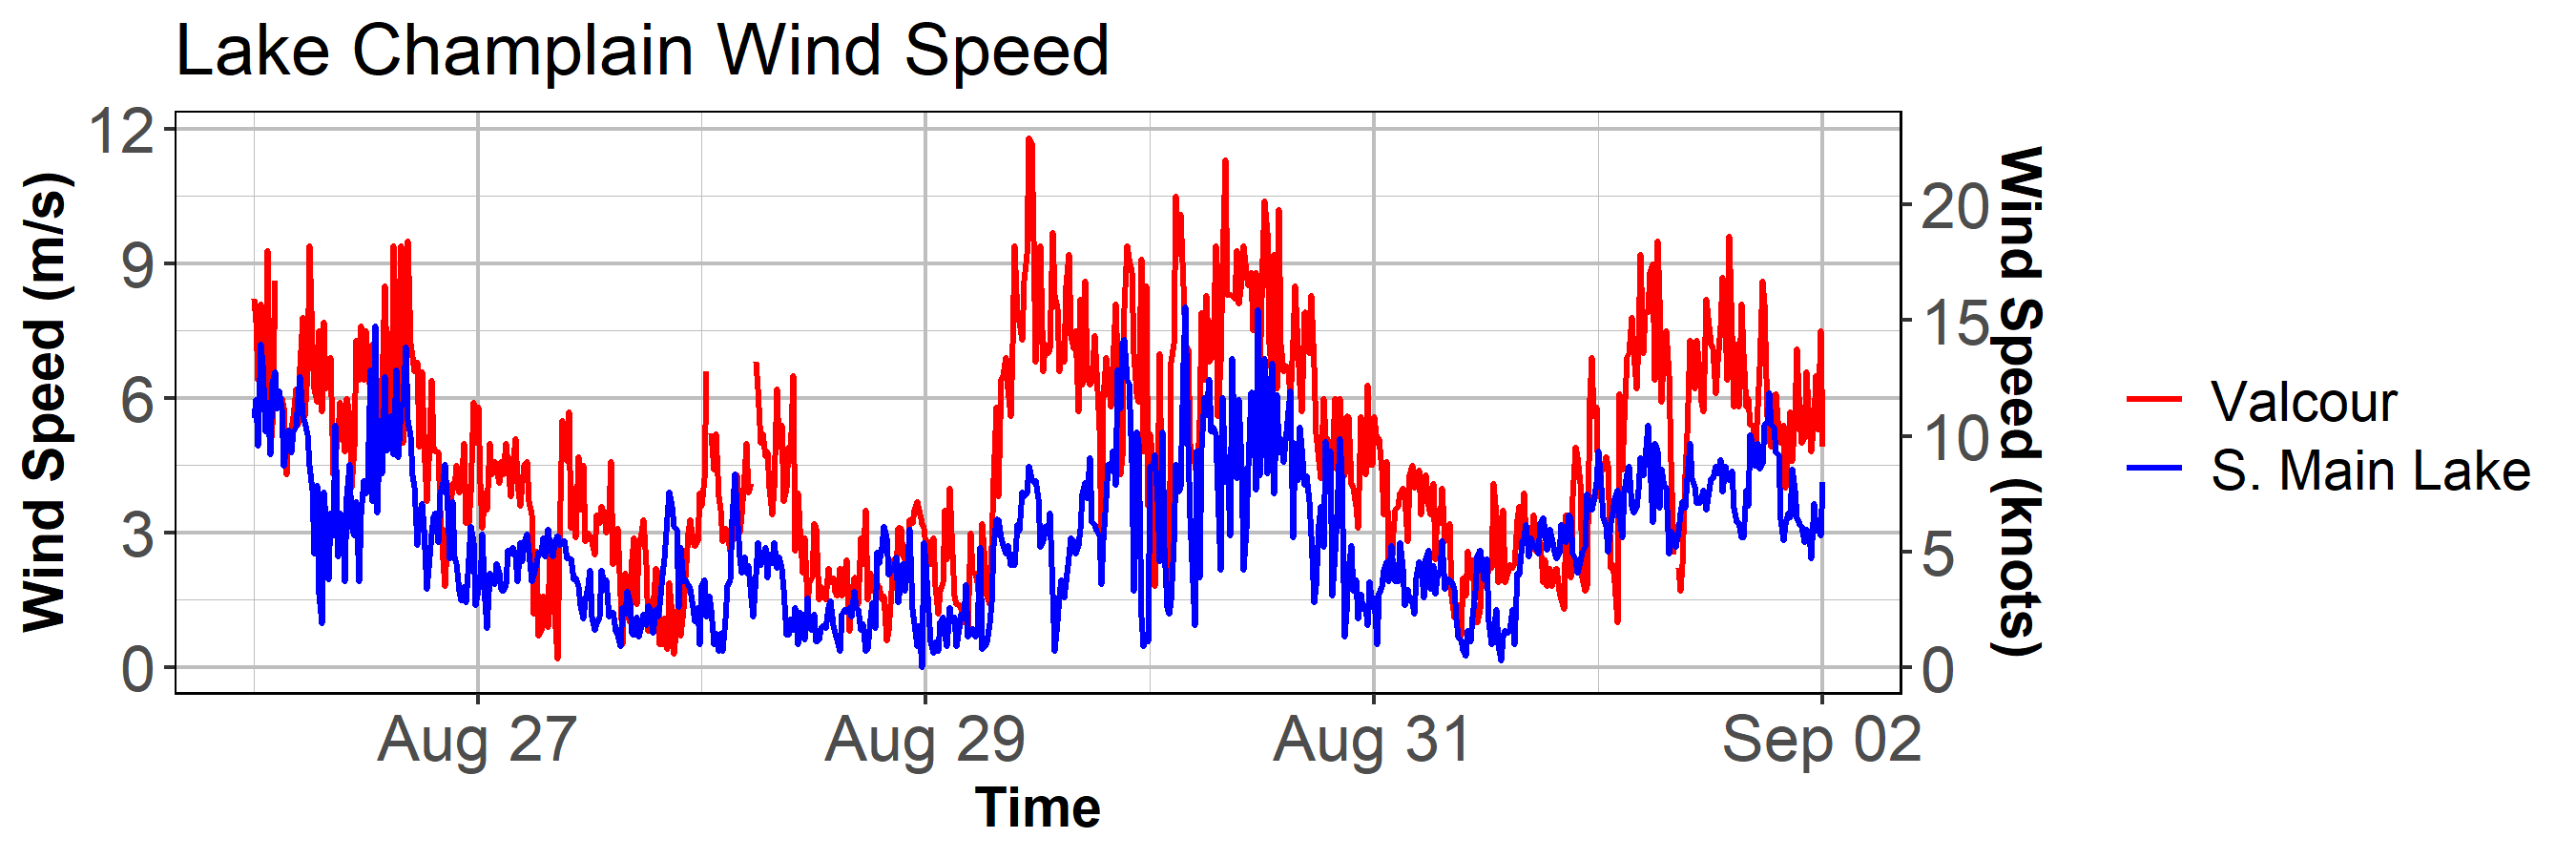 Lake Champlain Wind Speed
Wind Speed (m/s)
12
9
6
3
0
20
15
10
5
0
Wind Speed (knots)
Aug 27
Aug 29
Aug 31
Sep 02
Time
Valcour
S. Main Lake